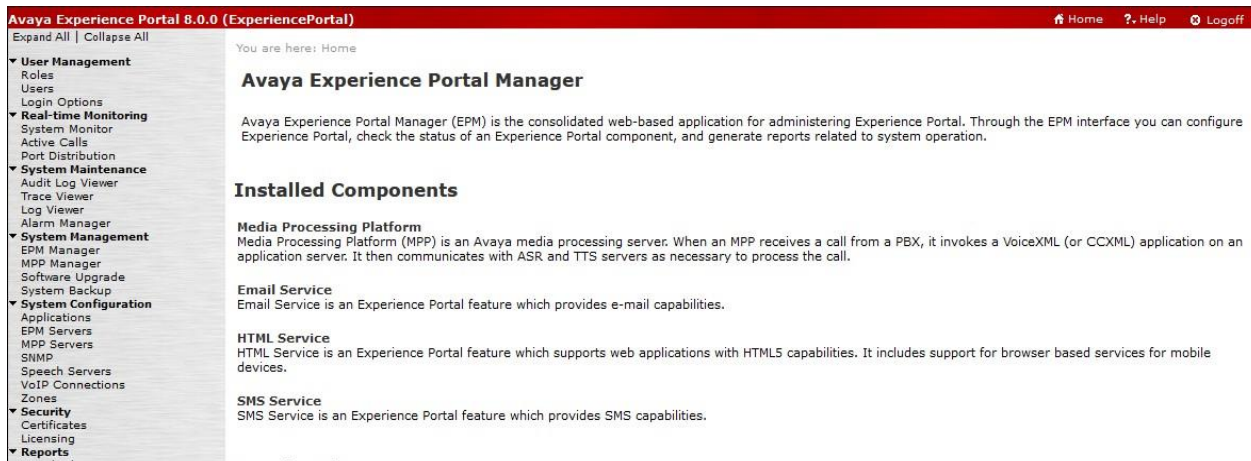 Avaya Experience Portal 8.0.0 (ExperiencePortal)
Home ?. Help Logoff
Expand All | Collapse All
User Management
Roles
Users
Login Options
Real-time Monitoring
System Monitor
Active Calls
Port Distribution
System Maintenance
Audit Log Viewer
Trace Viewer
Log Viewer
Alarm Manager
System Management
EPM Manager
MPP Manager
Software Upgrade
System Backup
System Configuration
Applications
EPM Servers
MPP Servers
SNMP
Speech Servers
VoIP Connections
Zones
Security
Certificates
Licensing
Reports
You are here: Home
Avaya Experience Portal Manager
Avaya Experience Portal Manager (EPM) is the consolidated web-based application for administering Experience Portal. Through the EPM interface you can configure
Experience Portal, check the status of an Experience Portal component, and generate reports related to system operation.
Installed Components
Media Processing Platform
Media Processing Platform (MPP) is an Avaya media processing server. When an MPP receives a call from a PBX, it invokes a VoiceXML (or CCXML) application on an
application server. It then communicates with ASR and TTS servers as necessary to process the call.
Email Service
Email Service is an Experience Portal feature which provides e-mail capabilities.
HTML Service
HTML Service is an Experience Portal feature which supports web applications with HTML5 capabilities. It includes support for browser based services for mobile
devices.
SMS Service
SMS Service is an Experience Portal feature which provides SMS capabilities.